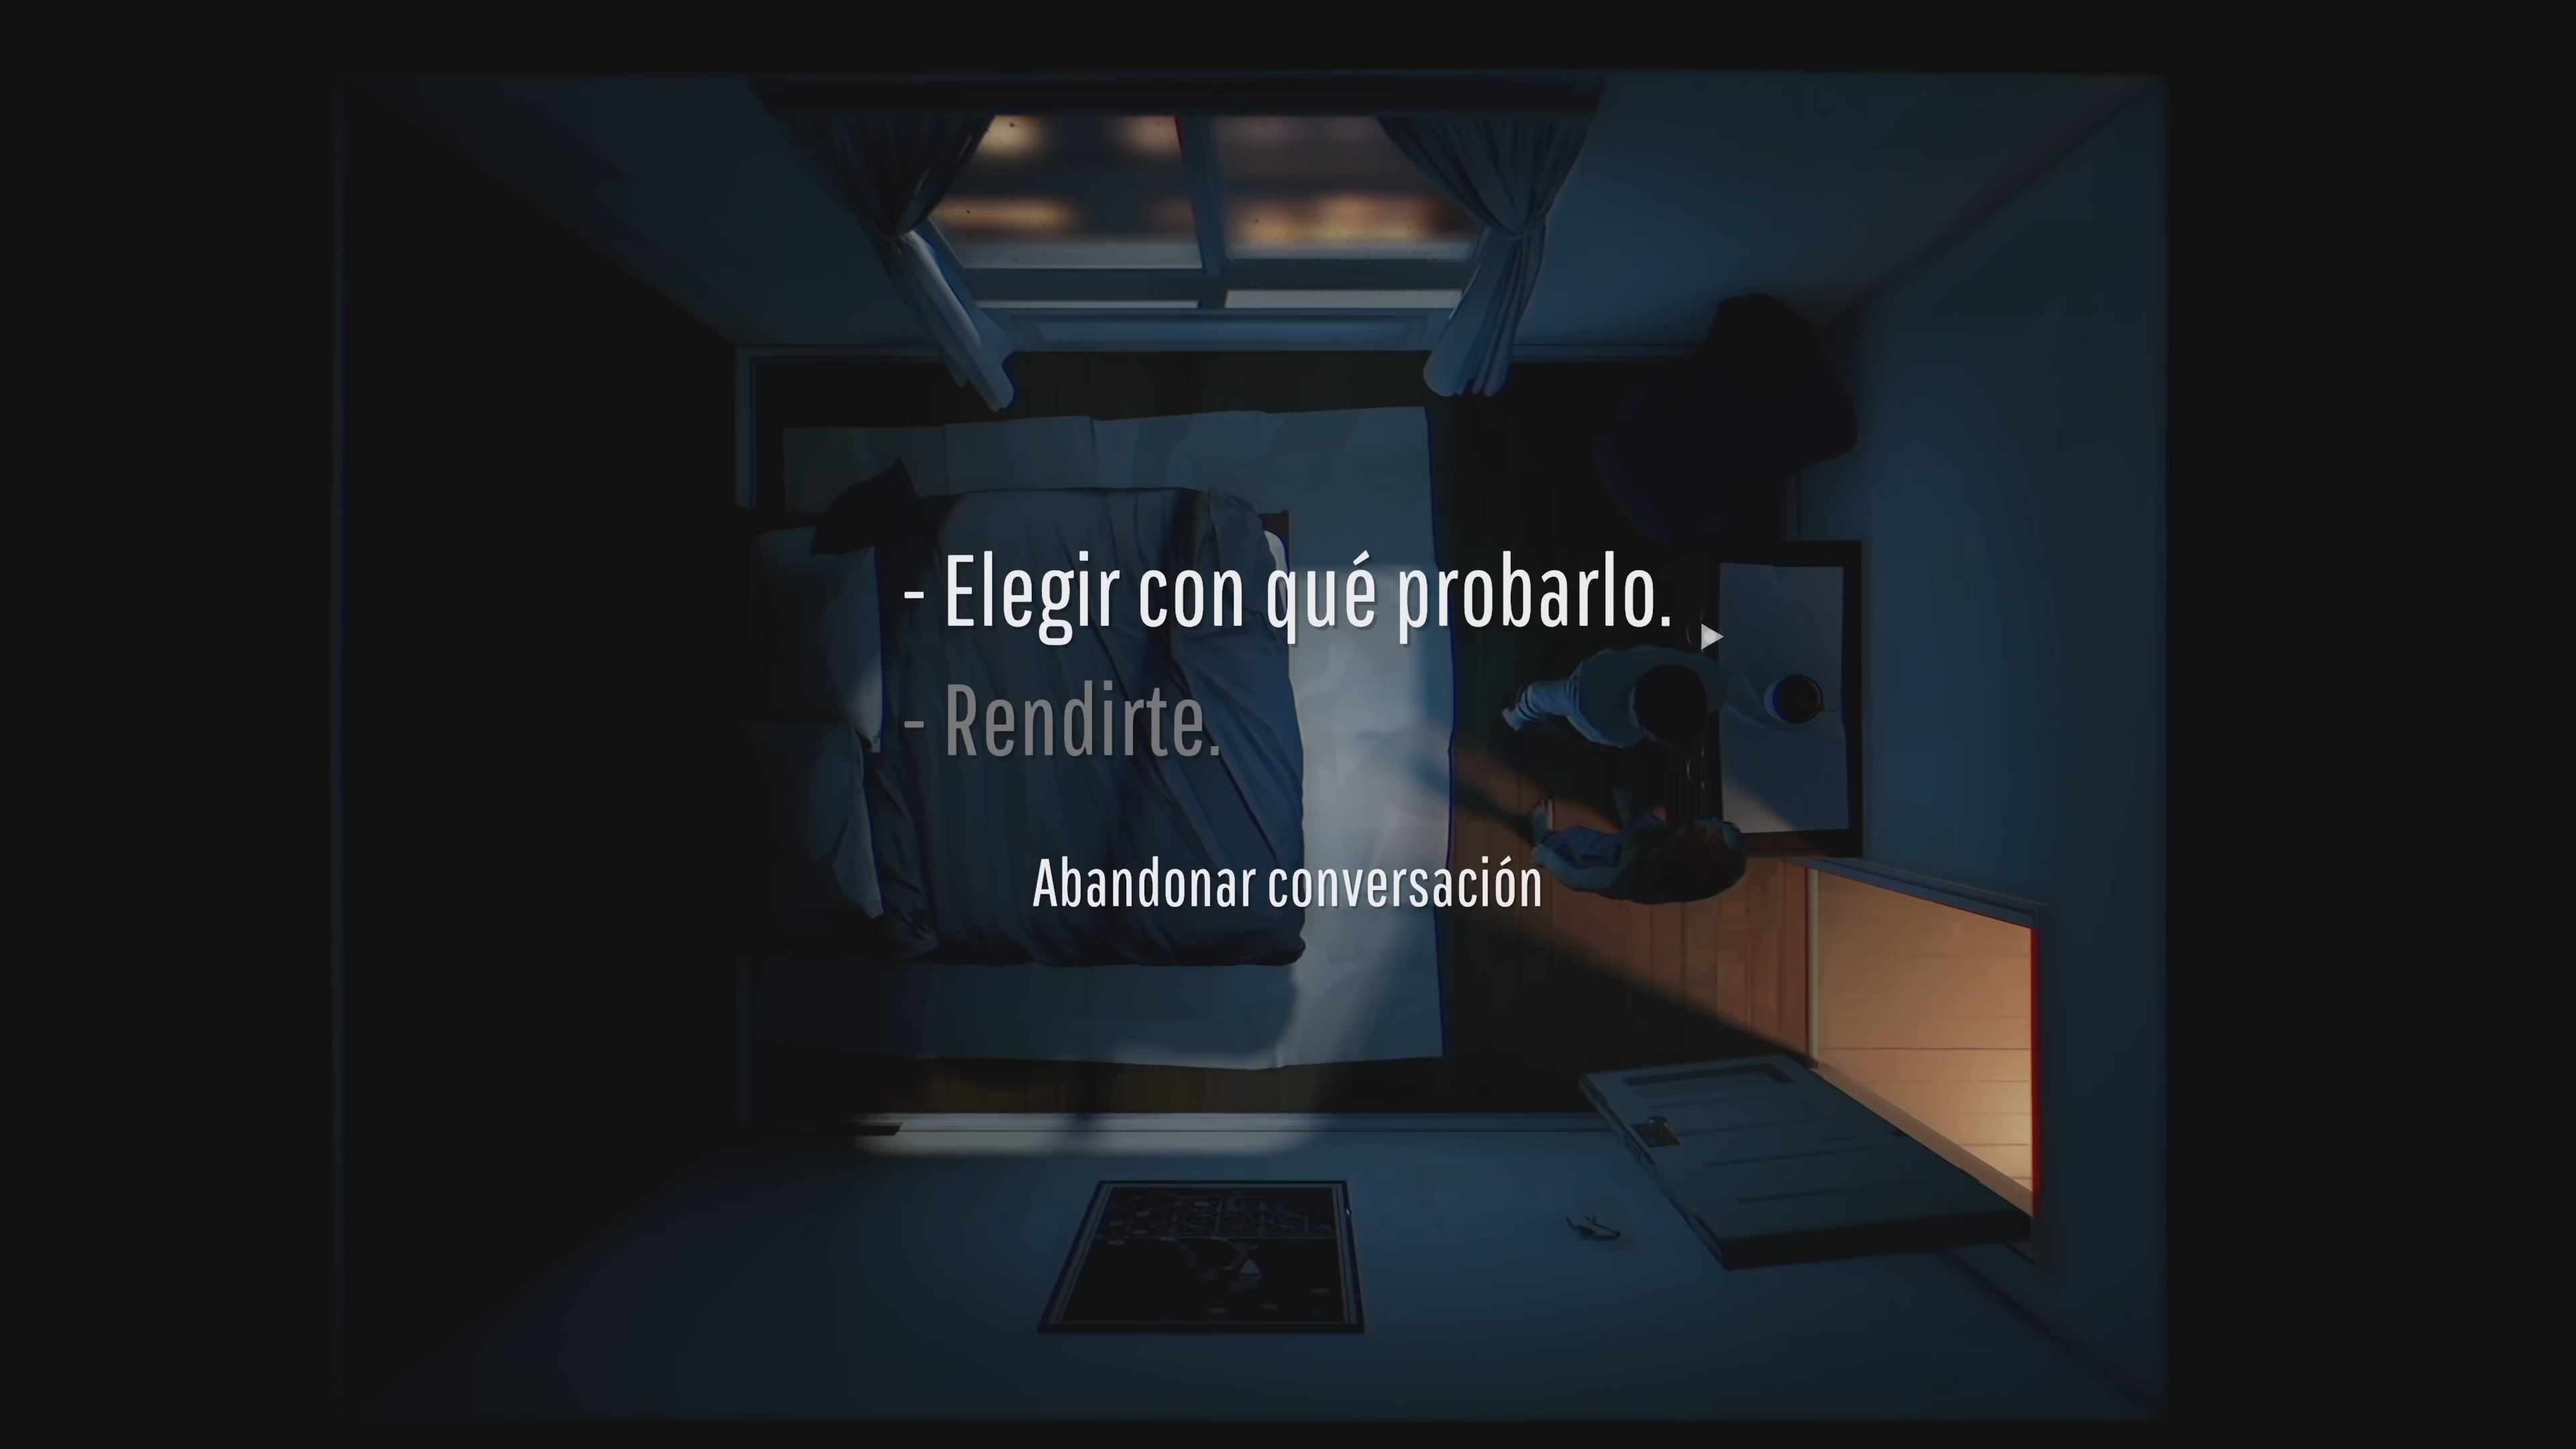 - Elegir con qué probarlo.
- Rendirte.
Abandonar conversación